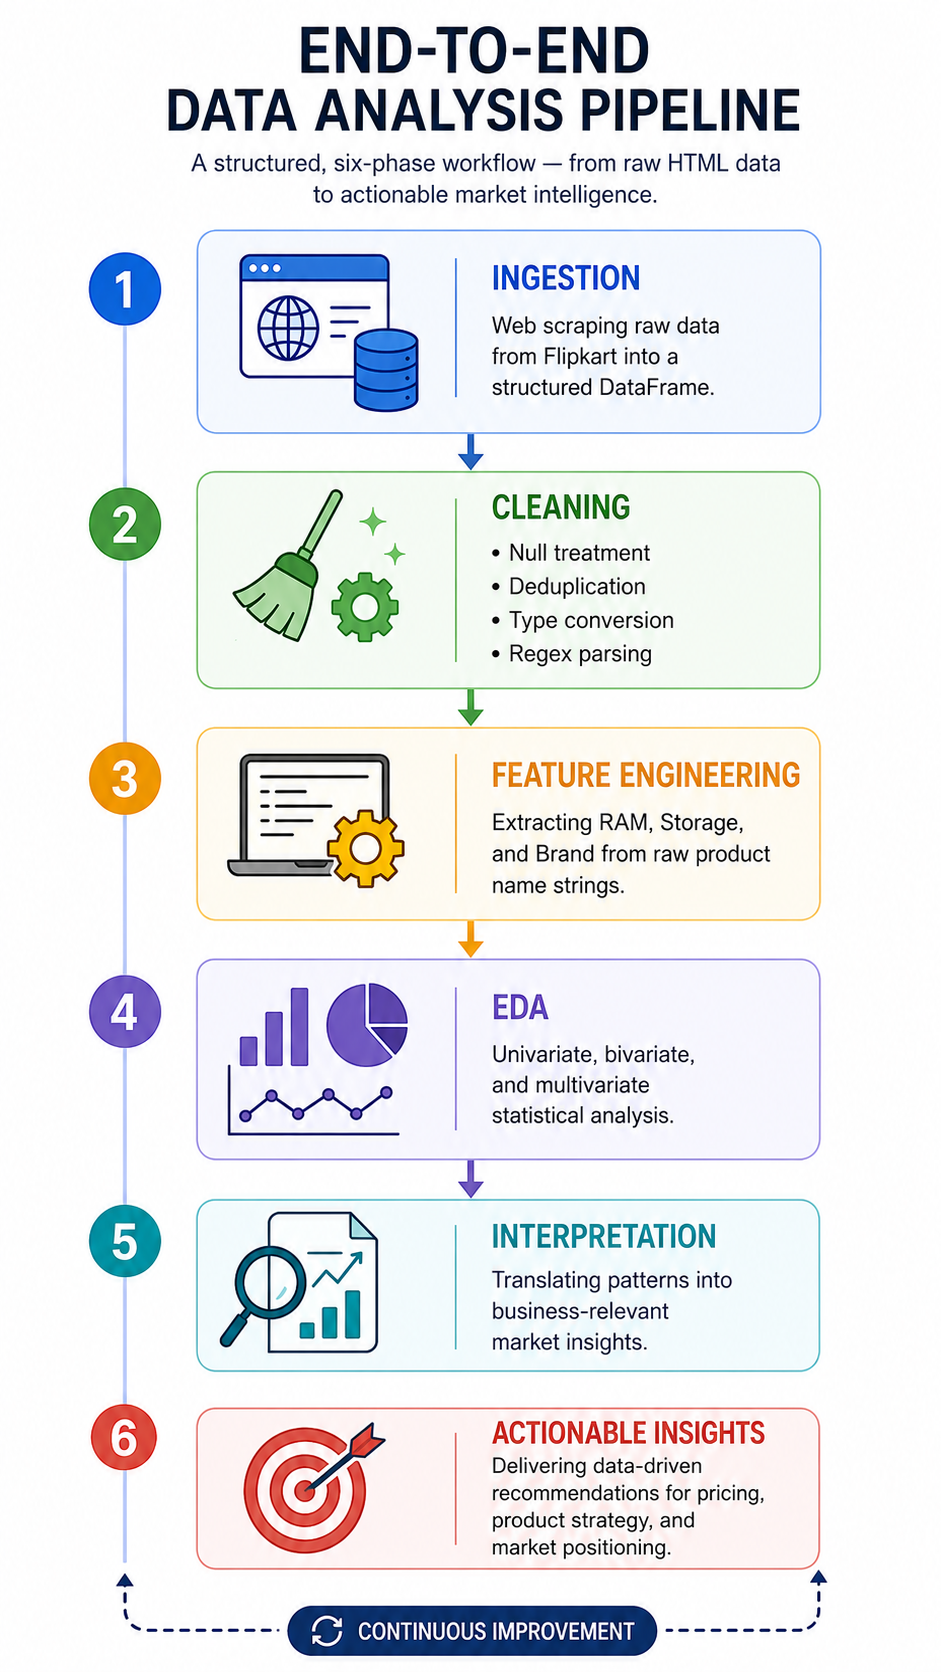 END-TO-END
DATA ANALYSIS PIPELINE
A structured, six-phase workflow — from raw HTML data
to actionable market intelligence.
1
INGESTION
Web scraping raw data
from Flipkart into a
structured DataFrame.
2
CLEANING
• Null treatment
• Deduplication
• Type conversion
• Regex parsing
3
FEATURE ENGINEERING
Extracting RAM, Storage,
and Brand from raw product
name strings.
4
EDA
Univariate, bivariate,
and multivariate
statistical analysis.
5
INTERPRETATION
Translating patterns into
business-relevant
market insights.
6
ACTIONABLE INSIGHTS
Delivering data-driven
recommendations for pricing,
product strategy, and
market positioning.
CONTINUOUS IMPROVEMENT